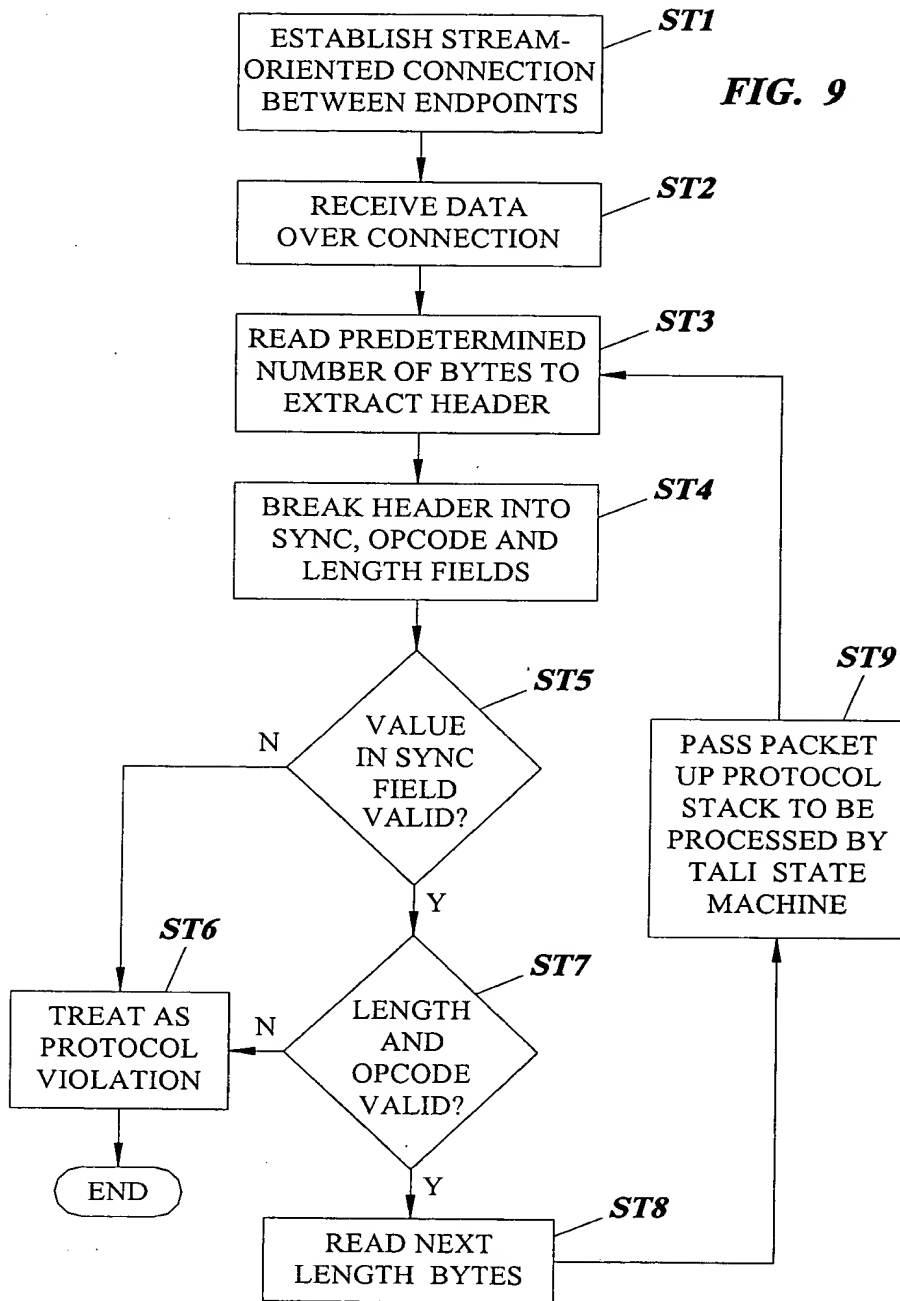 ST1
ESTABLISH STREAM-
ORIENTED CONNECTION
BETWEEN ENDPOINTS
FIG. 9
ST2
RECEIVE DATA
OVER CONNECTION
ST3
READ PREDETERMINED
NUMBER OF BYTES TO
EXTRACT HEADER
ST4
BREAK HEADER INTO
SYNC, OPCODE AND
LENGTH FIELDS
ST5
VALUE
IN SYNC
FIELD
VALID?
N
Y
ST6
TREAT AS
PROTOCOL
VIOLATION
END
ST7
LENGTH
AND
OPCODE
VALID?
N
Y
ST8
READ NEXT
LENGTH BYTES
ST9
PASS PACKET
UP PROTOCOL
STACK TO BE
PROCESSED BY
TALI STATE
MACHINE